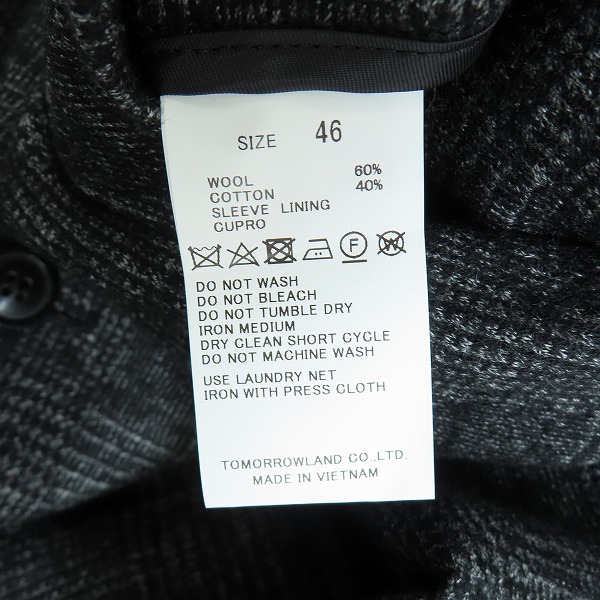 SIZE 46
WOOL 60%
COTTON 40%
SLEEVE LINING
CUPRO
F W
DO NOT WASH
DO NOT BLEACH
DO NOT TUMBLE DRY
IRON MEDIUM
DRY CLEAN SHORT CYCLE
DO NOT MACHINE WASH
USE LAUNDRY NET
IRON WITH PRESS CLOTH
TOMORROWLAND CO.,LTD.
MADE IN VIETNAM